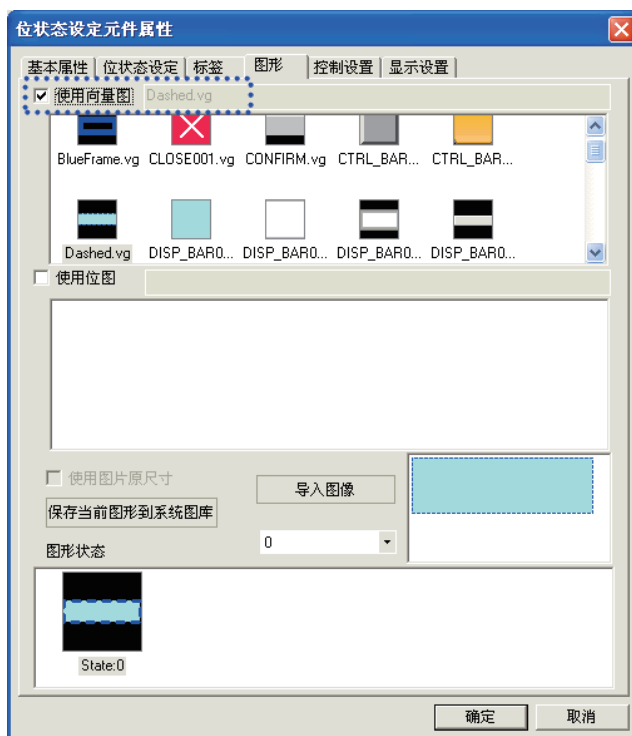 位状态设定元件属性
基本属性 位状态设定 标签 图形 控制设置 显示设置
使用向量图 Dashed.vg
BlueFrame.vg CLOSE001.vg CONFIRM.vg CTRL_BAR... CTRL_BAR...
Dashed.vg DISP_BAR0... DISP_BAR0... DISP_BAR0... DISP_BAR0...
使用位图
使用图片原尺寸
导入图像
保存当前图形到系统图库
图形状态
0
State:0
确定 取消